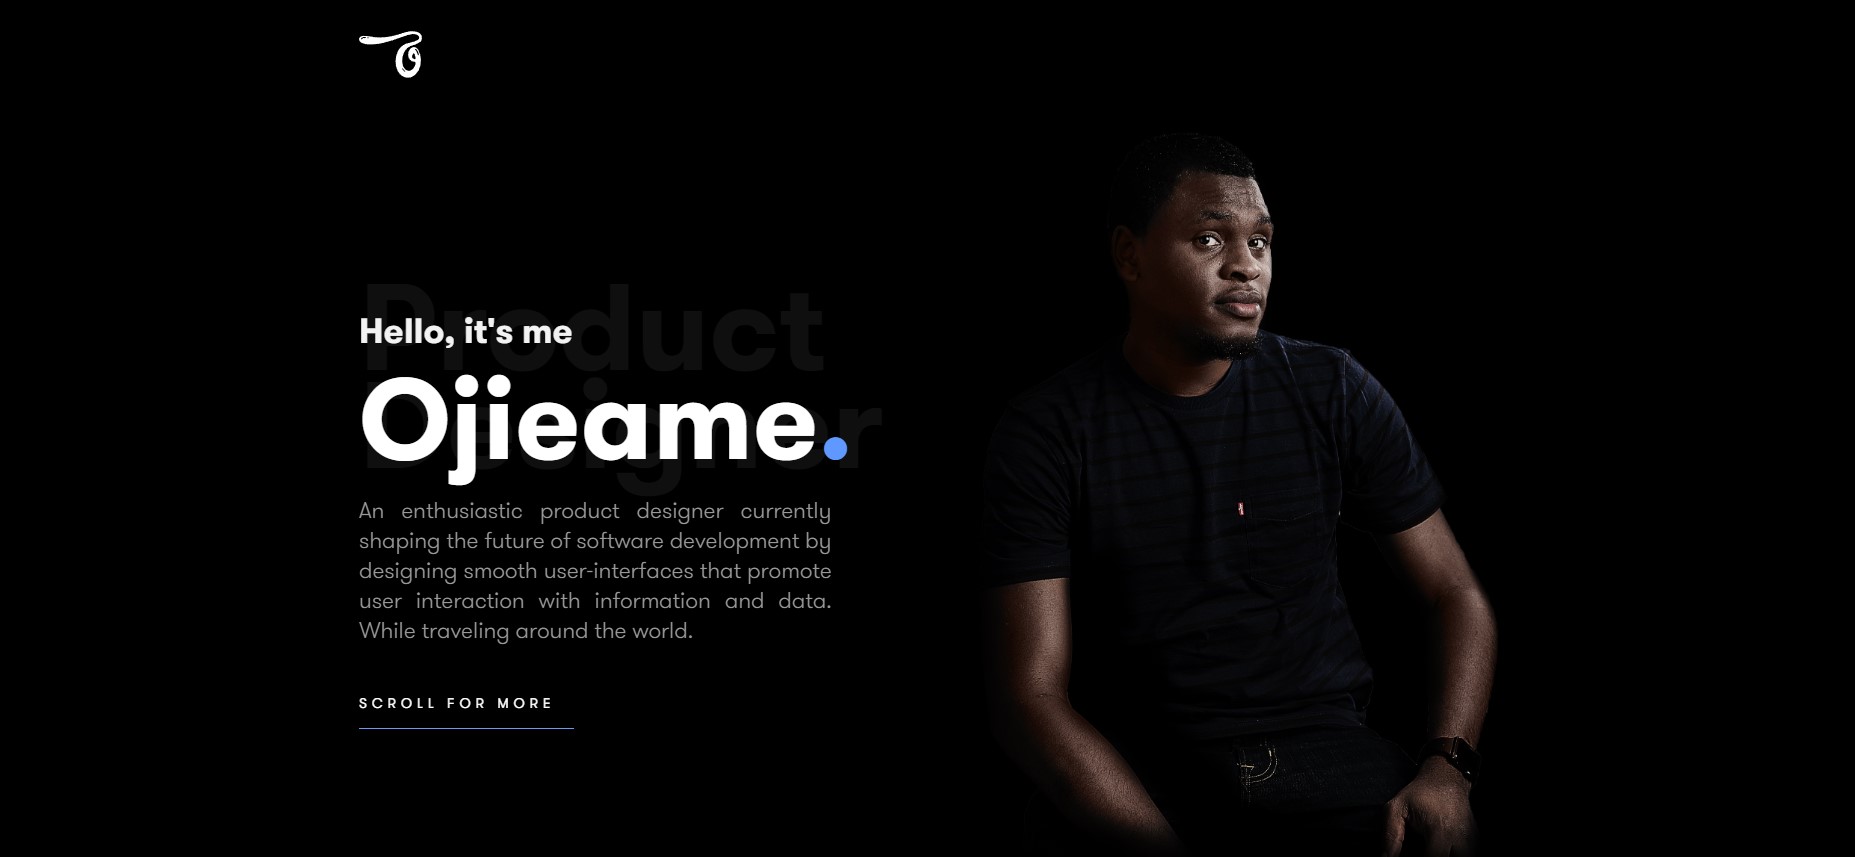 Product
Hello, it's me
Designer
Ojieame.
An enthusiastic product designer currently
shaping the future of software development by
designing smooth user-interfaces that promote
user interaction with information and data.
While traveling around the world.
SCROLL FOR MORE